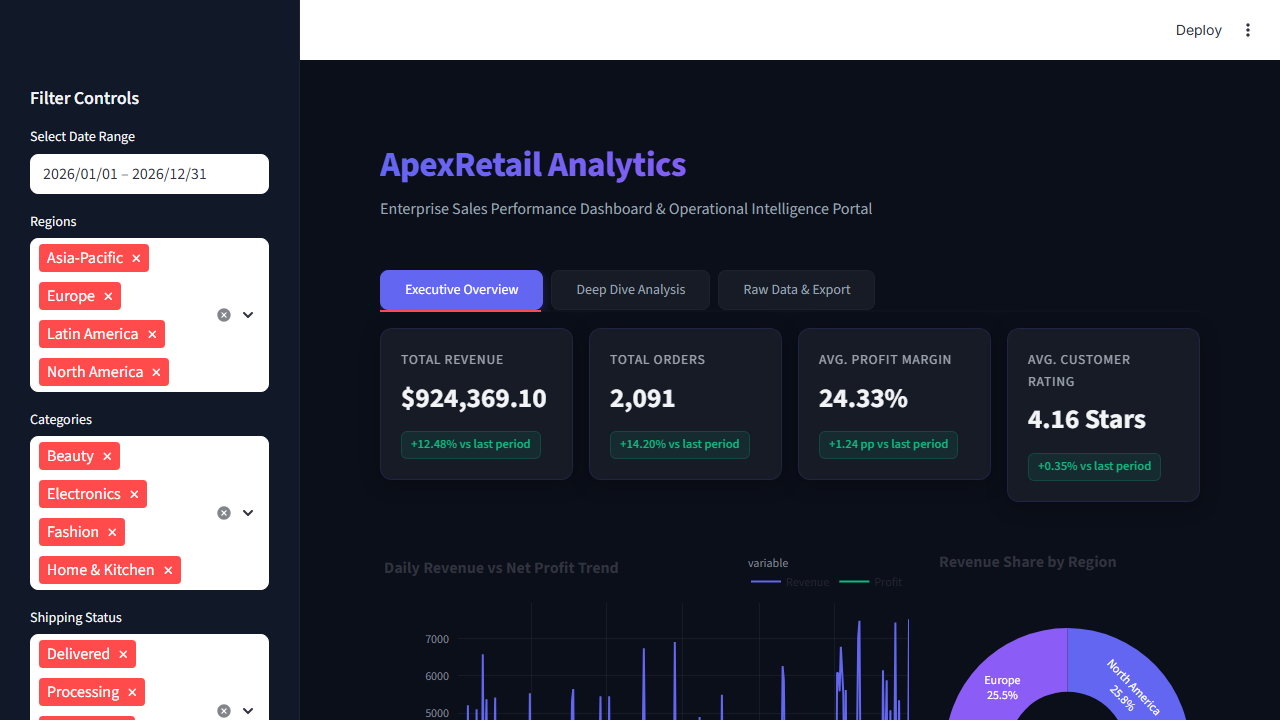 Deploy
Filter Controls
Select Date Range
2026/01/01 – 2026/12/31
Regions
Asia-Pacific
Europe
Latin America
North America
Categories
Beauty
Electronics
Fashion
Home & Kitchen
Shipping Status
Delivered
Processing
ApexRetail Analytics
Enterprise Sales Performance Dashboard & Operational Intelligence Portal
Executive Overview
Deep Dive Analysis
Raw Data & Export
TOTAL REVENUE
$924,369.10
+12.48% vs last period
TOTAL ORDERS
2,091
+14.20% vs last period
AVG. PROFIT MARGIN
24.33%
+1.24 pp vs last period
AVG. CUSTOMER
RATING
4.16 Stars
+0.35% vs last period
Daily Revenue vs Net Profit Trend
variable
Revenue
Profit
7000
6000
5000
Revenue Share by Region
Europe
25.5%
North America
25.8%